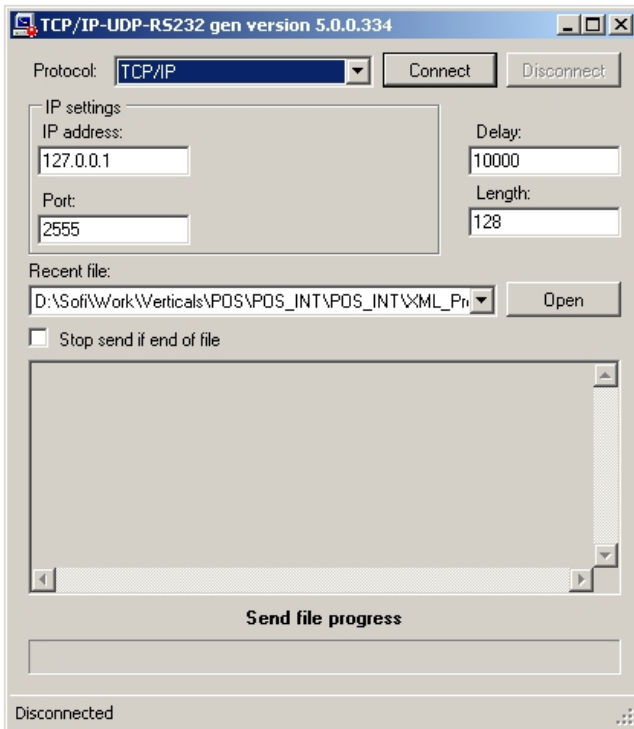 TCP/IP-UDP-RS232 gen version 5.0.0.334
Protocol: TCP/IP Connect Disconnect
IP settings
IP address: Delay:
127.0.0.1 10000
Port: Length:
2555 128
Recent file:
D:\Sofi\Work\Verticals\POS\POS_INT\POS_INT\XML_Pr Open
Stop send if end of file
Send file progress
Disconnected